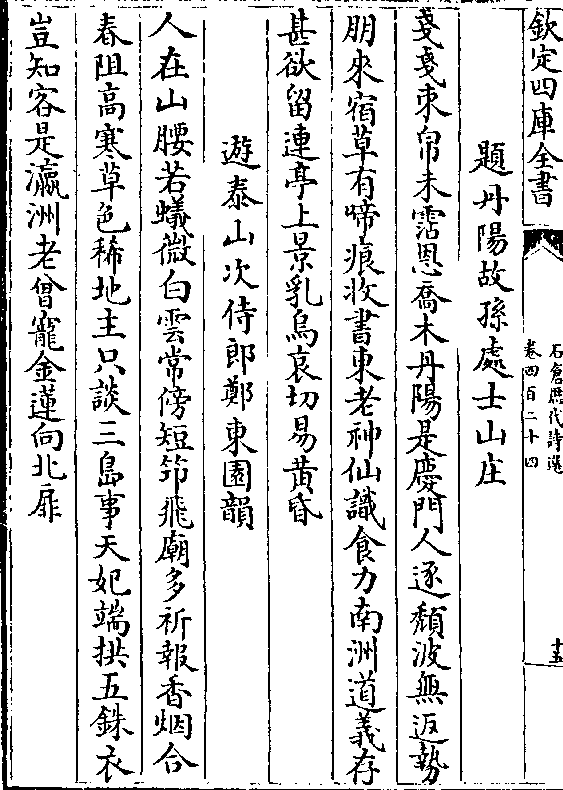 欽定四庫全書
石倉歷代詩選
卷四百二十四
十五
題丹陽故孫處士山庄
戔戔束帛未霑恩喬木丹陽是慶門人逐頽波無返勢
朋來宿草有啼痕收書東老神仙識食力南洲道義存
甚欲留連亭上景乳烏哀切易黄昏
遊泰山次侍郎鄭東園韻
人在山腰若蟻微白雲常傍短筇飛廟多祈報香烟合
春阻高寒草色稀地主只談三島事天妃端拱五銖衣
豈知客是瀛洲老曾寵金蓮向北扉